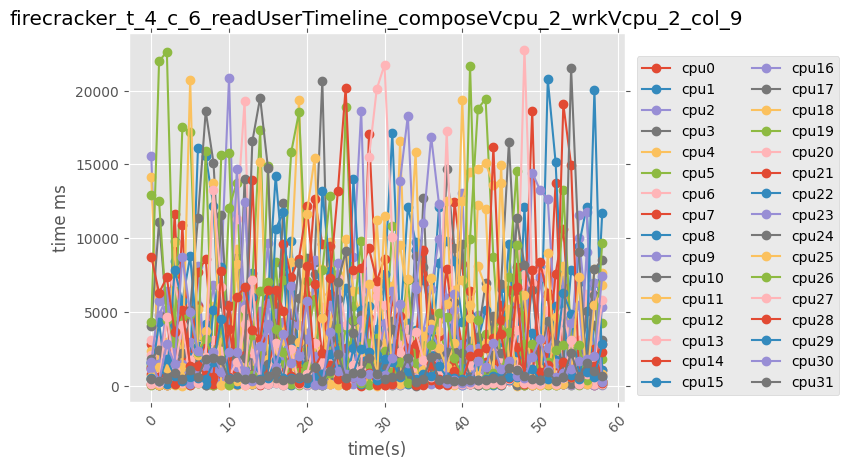 firecracker_t_4_c_6_readUserTimeline_composeVcpu_2_wrkVcpu_2_col_9
time ms
20000
15000
10000
5000
0
0
10
20
30
40
50
60
time(s)
cpu0
cpu1
cpu2
cpu3
cpu4
cpu5
cpu6
cpu7
cpu8
cpu9
cpu10
cpu11
cpu12
cpu13
cpu14
cpu15
cpu16
cpu17
cpu18
cpu19
cpu20
cpu21
cpu22
cpu23
cpu24
cpu25
cpu26
cpu27
cpu28
cpu29
cpu30
cpu31